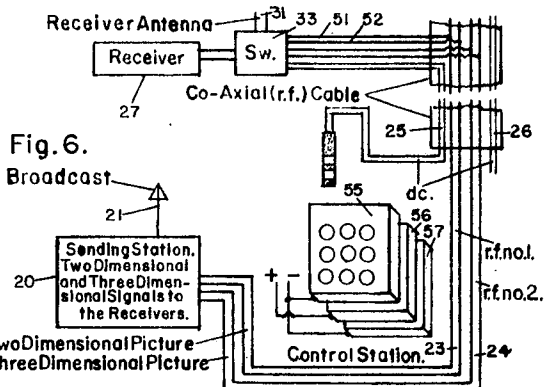 Receiver Antenna
31
33
51
52
Receiver
Sw.
27
Co-Axial (r.f.) Cable
25
26
Fig. 6.
Broadcast
21
dc.
55
56
57
20
Sending Station.
Two Dimensional
and Three Dimen-
sional Signals to
the Receivers.
+ -
r.f. no. 1.
r.f. no. 2.
Two Dimensional Picture
Three Dimensional Picture
Control Station.
23
24